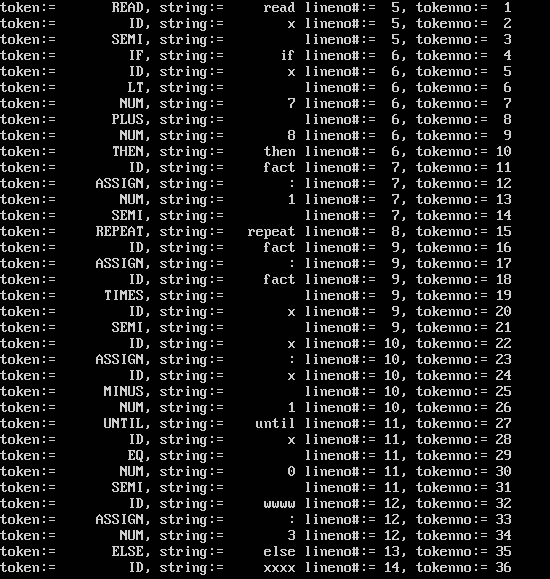 token:= READ, string:= read lineno#:= 5, tokenno:= 1
token:= ID, string:= x lineno#:= 5, tokenno:= 2
token:= SEMI, string:= lineno#:= 5, tokenno:= 3
token:= IF, string:= if lineno#:= 6, tokenno:= 4
token:= ID, string:= x lineno#:= 6, tokenno:= 5
token:= LT, string:= lineno#:= 6, tokenno:= 6
token:= NUM, string:= 7 lineno#:= 6, tokenno:= 7
token:= PLUS, string:= lineno#:= 6, tokenno:= 8
token:= NUM, string:= 8 lineno#:= 6, tokenno:= 9
token:= THEN, string:= then lineno#:= 6, tokenno:= 10
token:= ID, string:= fact lineno#:= 7, tokenno:= 11
token:= ASSIGN, string:= : lineno#:= 7, tokenno:= 12
token:= NUM, string:= 1 lineno#:= 7, tokenno:= 13
token:= SEMI, string:= lineno#:= 7, tokenno:= 14
token:= REPEAT, string:= repeat lineno#:= 8, tokenno:= 15
token:= ID, string:= fact lineno#:= 9, tokenno:= 16
token:= ASSIGN, string:= : lineno#:= 9, tokenno:= 17
token:= ID, string:= fact lineno#:= 9, tokenno:= 18
token:= TIMES, string:= lineno#:= 9, tokenno:= 19
token:= ID, string:= x lineno#:= 9, tokenno:= 20
token:= SEMI, string:= lineno#:= 9, tokenno:= 21
token:= ID, string:= x lineno#:= 10, tokenno:= 22
token:= ASSIGN, string:= : lineno#:= 10, tokenno:= 23
token:= ID, string:= x lineno#:= 10, tokenno:= 24
token:= MINUS, string:= lineno#:= 10, tokenno:= 25
token:= NUM, string:= 1 lineno#:= 10, tokenno:= 26
token:= UNTIL, string:= until lineno#:= 11, tokenno:= 27
token:= ID, string:= x lineno#:= 11, tokenno:= 28
token:= EQ, string:= lineno#:= 11, tokenno:= 29
token:= NUM, string:= 0 lineno#:= 11, tokenno:= 30
token:= SEMI, string:= lineno#:= 11, tokenno:= 31
token:= ID, string:= wwww lineno#:= 12, tokenno:= 32
token:= ASSIGN, string:= : lineno#:= 12, tokenno:= 33
token:= NUM, string:= 3 lineno#:= 12, tokenno:= 34
token:= ELSE, string:= else lineno#:= 13, tokenno:= 35
token:= ID, string:= xxxx lineno#:= 14, tokenno:= 36